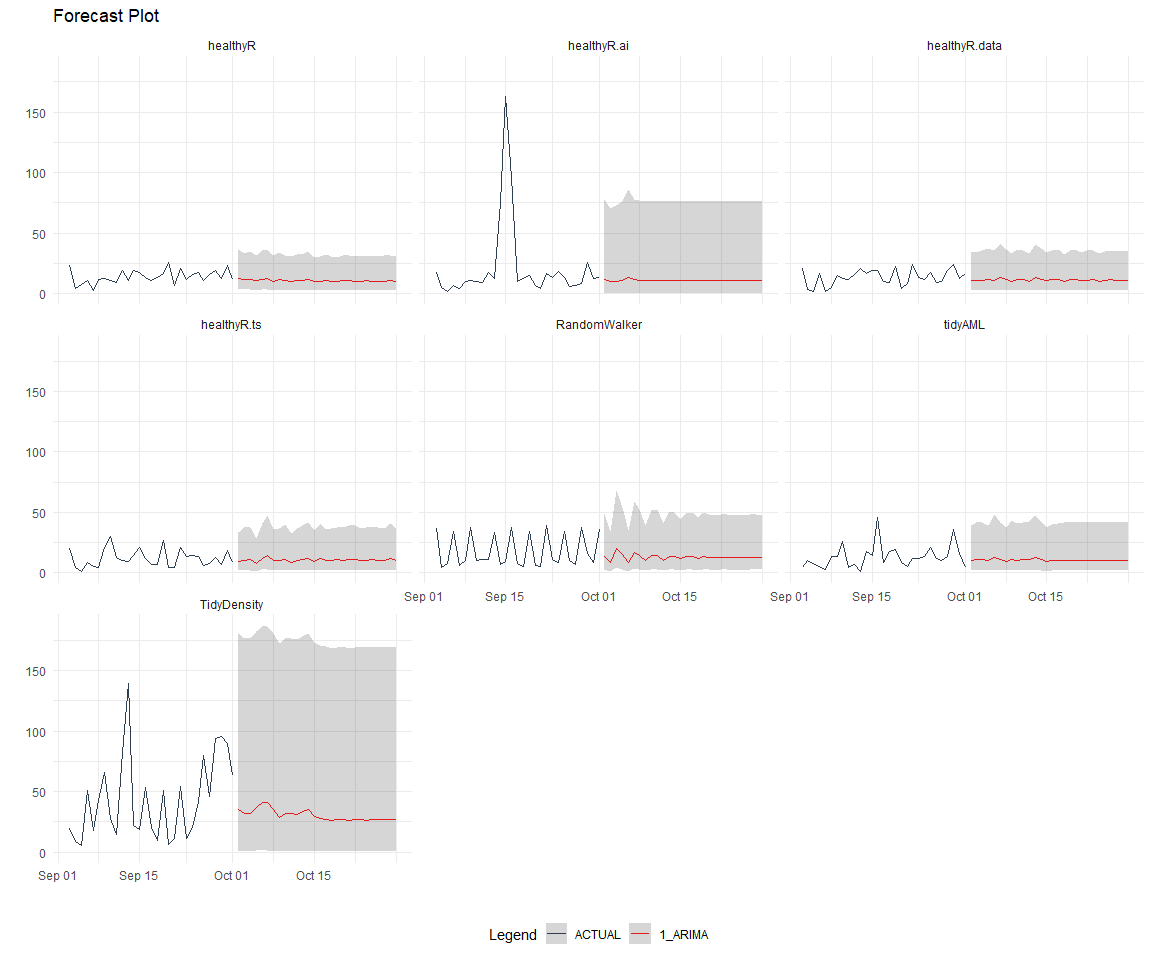 Forecast Plot
healthyR healthyR.ai healthyR.data
150
100
50
0
healthyR.ts RandomWalker tidyAML
150
100
50
0
Sep 01 Sep 15 Oct 01 Oct 15 Sep 01 Sep 15 Oct 01 Oct 15
TidyDensity
150
100
50
0
Sep 01 Sep 15 Oct 01 Oct 15
Legend ACTUAL 1_ARIMA